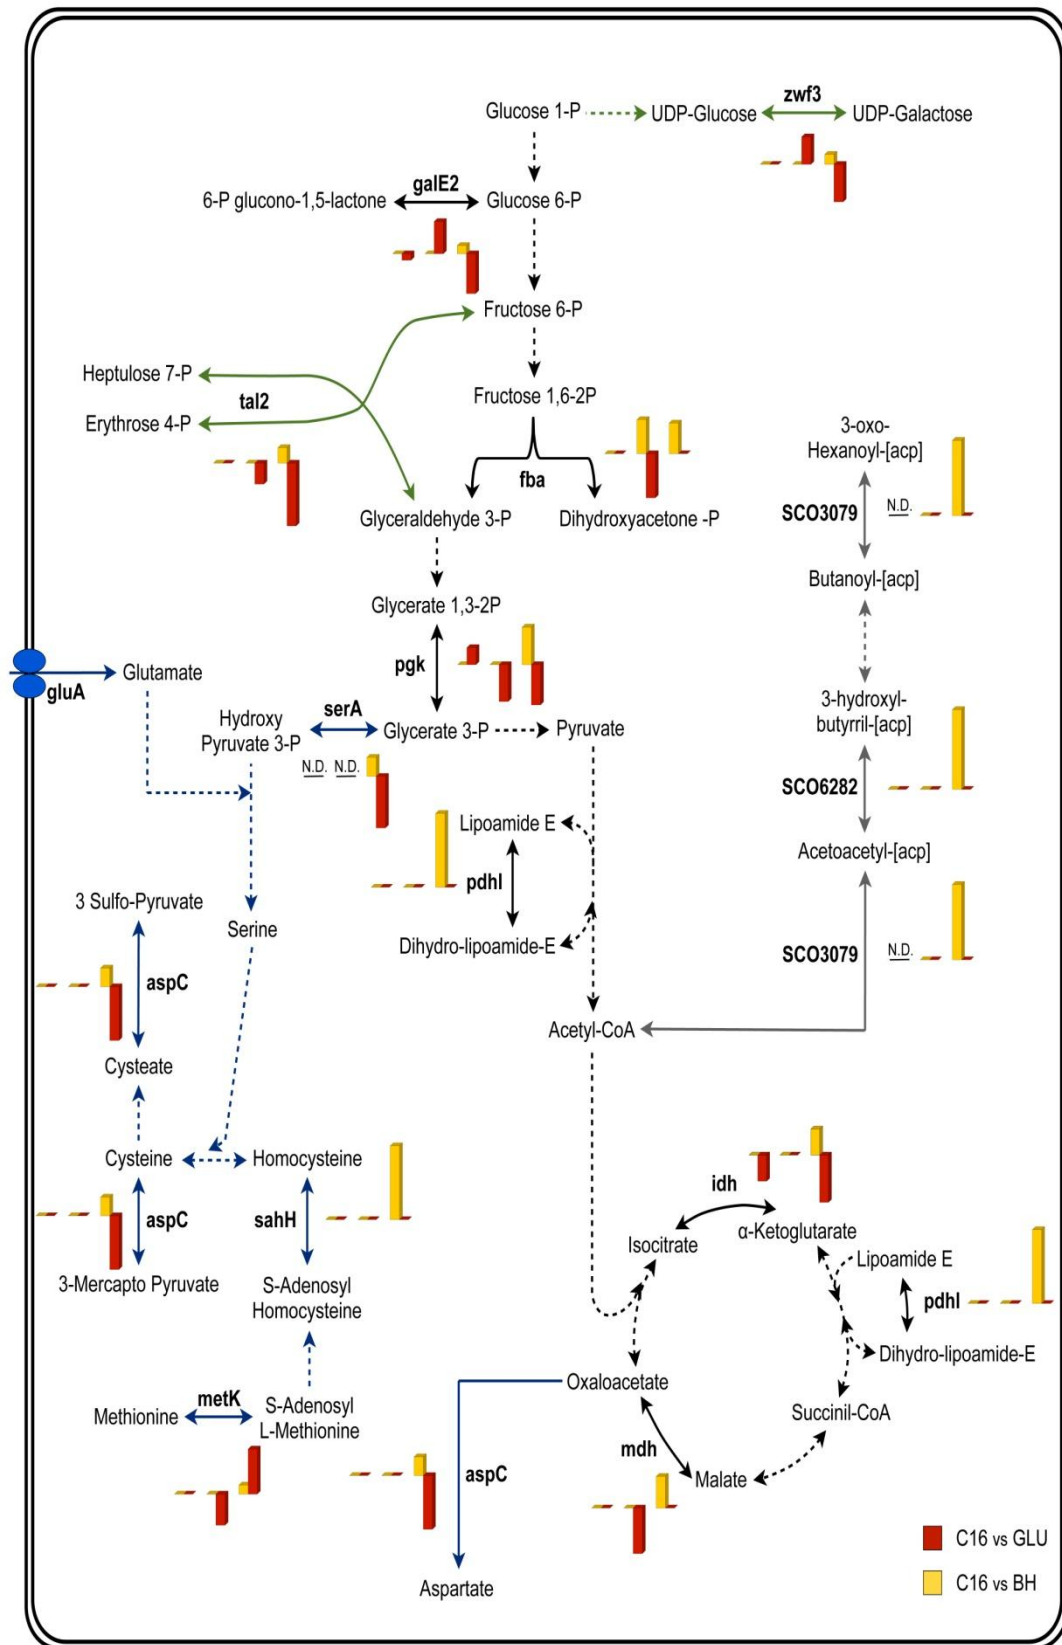 Glucose 1-P
UDP-Glucose
zwf3
UDP-Galactose
6-P glucono-1,5-lactone
galE2
Glucose 6-P
Fructose 6-P
Heptulose 7-P
tal2
Erythrose 4-P
Fructose 1,6-2P
fba
Glyceraldehyde 3-P
Dihydroxyacetone -P
3-oxo-
Hexanoyl-[acp]
SCO3079
N.D.
Butanoyl-[acp]
Glycerate 1,3-2P
pgk
gluA
Glutamate
Hydroxy
Pyruvate 3-P
serA
Glycerate 3-P
Pyruvate
N.D.
N.D.
3-hydroxyl-
butyrril-[acp]
SCO6282
Acetoacetyl-[acp]
Lipoamide E
pdhl
Dihydro-lipoamide-E
SCO3079
N.D.
3 Sulfo-Pyruvate
Serine
aspC
Cysteate
Acetyl-CoA
Cysteine
Homocysteine
aspC
sahH
3-Mercapto Pyruvate
S-Adenosyl
Homocysteine
idh
Isocitrate
α-Ketoglutarate
Lipoamide E
pdhl
Dihydro-lipoamide-E
Methionine
metK
S-Adenosyl
L-Methionine
Oxaloacetate
Succinil-CoA
aspC
mdh
Malate
Aspartate
C16 vs GLU
C16 vs BH